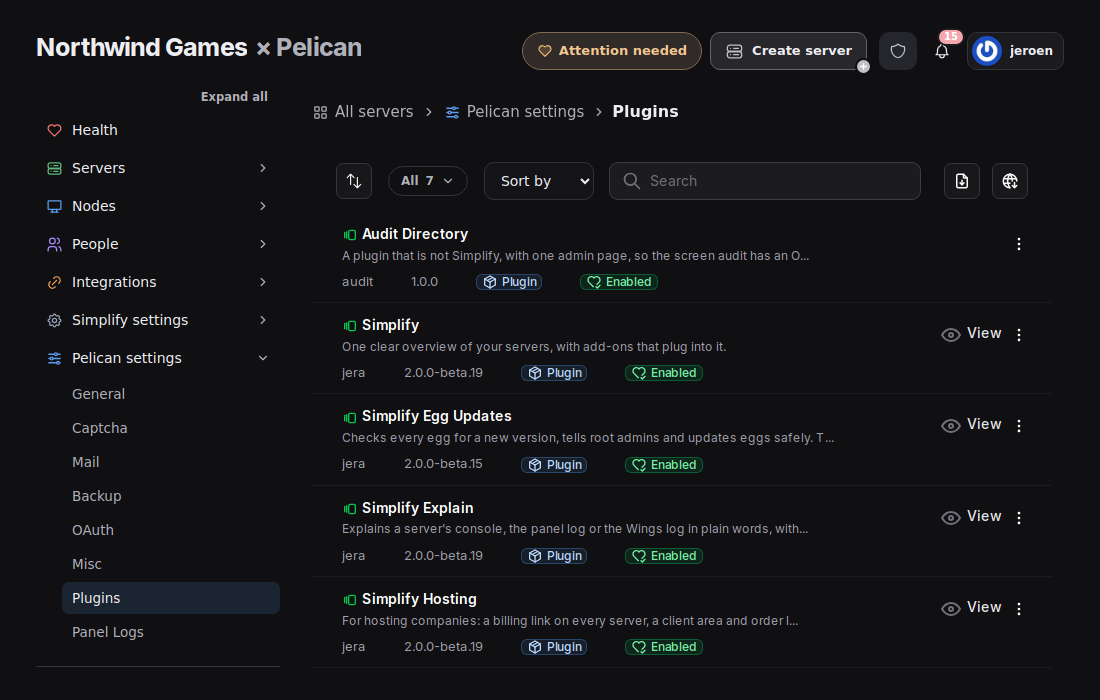 Northwind Games × Pelican
Attention needed
Create server
15
jeroen
Expand all
Health
Servers
Nodes
People
Integrations
Simplify settings
Pelican settings
General
Captcha
Mail
Backup
OAuth
Misc
Plugins
Panel Logs
All servers > Pelican settings > Plugins
All 7
Sort by
Search
Audit Directory
A plugin that is not Simplify, with one admin page, so the screen audit has an O...
audit 1.0.0 Plugin Enabled
Simplify
One clear overview of your servers, with add-ons that plug into it.
jera 2.0.0-beta.19 Plugin Enabled
View
Simplify Egg Updates
Checks every egg for a new version, tells root admins and updates eggs safely. T...
jera 2.0.0-beta.15 Plugin Enabled
View
Simplify Explain
Explains a server's console, the panel log or the Wings log in plain words, with...
jera 2.0.0-beta.19 Plugin Enabled
View
Simplify Hosting
For hosting companies: a billing link on every server, a client area and order l...
jera 2.0.0-beta.19 Plugin Enabled
View